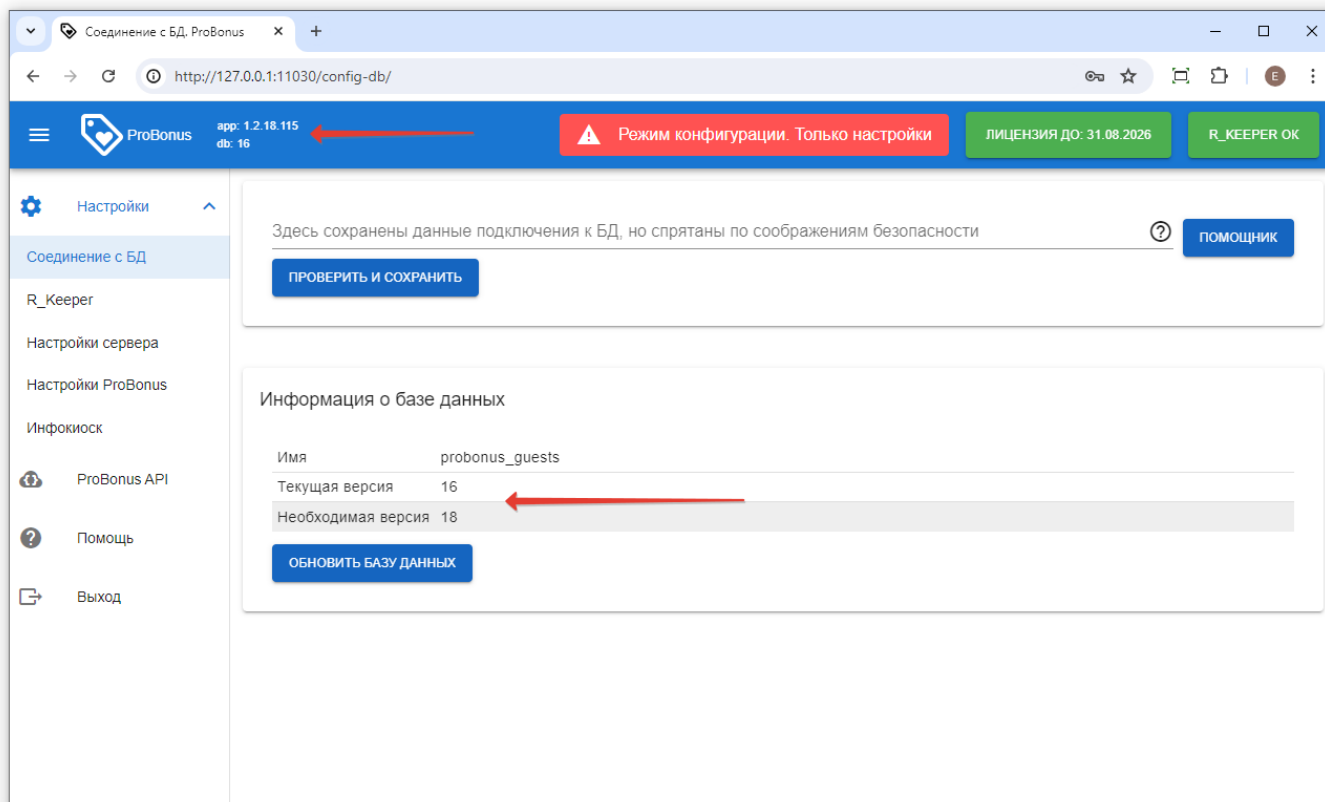 Соединение с БД. ProBonus
http://127.0.0.1:11030/config-db/
E
ProBonus
app: 1.2.18.115
db: 16
Режим конфигурации. Только настройки
ЛИЦЕНЗИЯ ДО: 31.08.2026
R_KEEPER OK
Настройки
Соединение с БД
R_Keeper
Настройки сервера
Настройки ProBonus
Инфокиоск
ProBonus API
Помощь
Выход
Здесь сохранены данные подключения к БД, но спрятаны по соображениям безопасности
ПОМОЩНИК
ПРОВЕРИТЬ И СОХРАНИТЬ
Информация о базе данных
Имя probonus_guests
Текущая версия 16
Необходимая версия 18
ОБНОВИТЬ БАЗУ ДАННЫХ